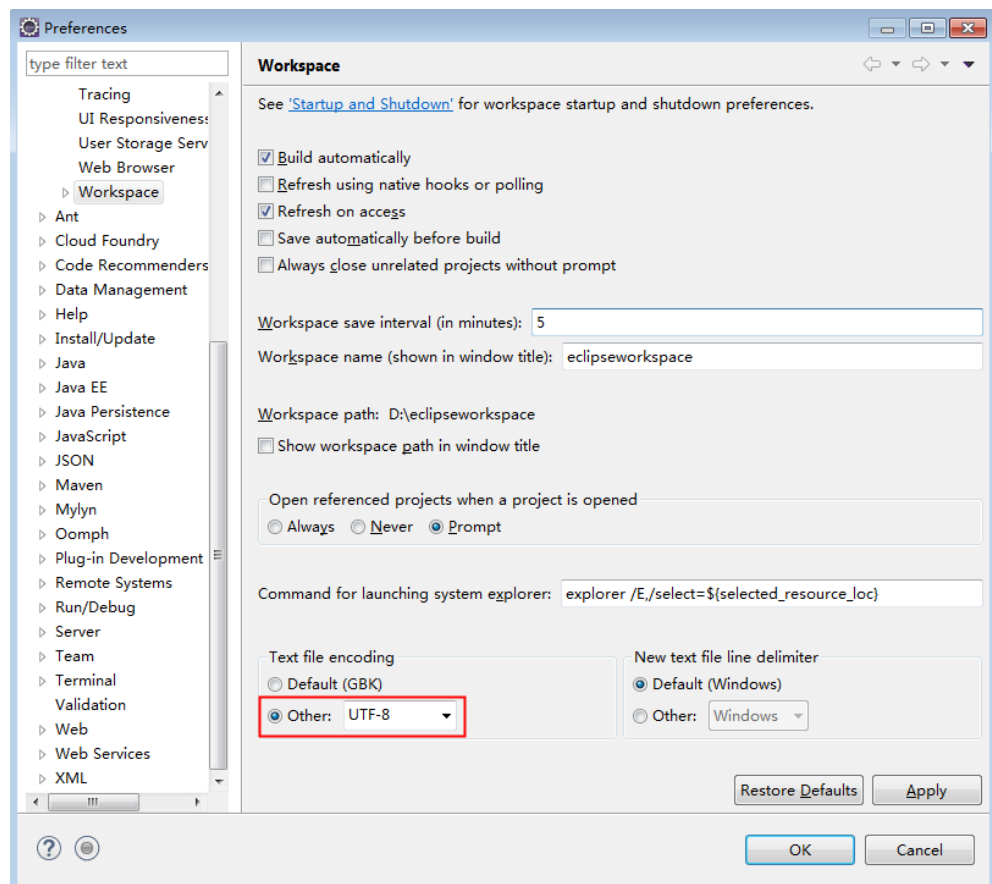 Preferences
type filter text
Tracing
UI Responsiveness
User Storage Serv
Web Browser
Workspace
Ant
Cloud Foundry
Code Recommenders
Data Management
Help
Install/Update
Java
Java EE
Java Persistence
JavaScript
JSON
Maven
Mylyn
Oomph
Plug-in Development
Remote Systems
Run/Debug
Server
Team
Terminal
Validation
Web
Web Services
XML
Workspace
See 'Startup and Shutdown' for workspace startup and shutdown preferences.
Build automatically
Refresh using native hooks or polling
Refresh on access
Save automatically before build
Always close unrelated projects without prompt
Workspace save interval (in minutes): 5
Workspace name (shown in window title): eclipseworkspace
Workspace path: D:\eclipseworkspace
Show workspace path in window title
Open referenced projects when a project is opened
Always Never Prompt
Command for launching system explorer: explorer /E,/select=${selected_resource_loc}
Text file encoding
Default (GBK)
Other: UTF-8
New text file line delimiter
Default (Windows)
Other: Windows
Restore Defaults Apply
OK Cancel